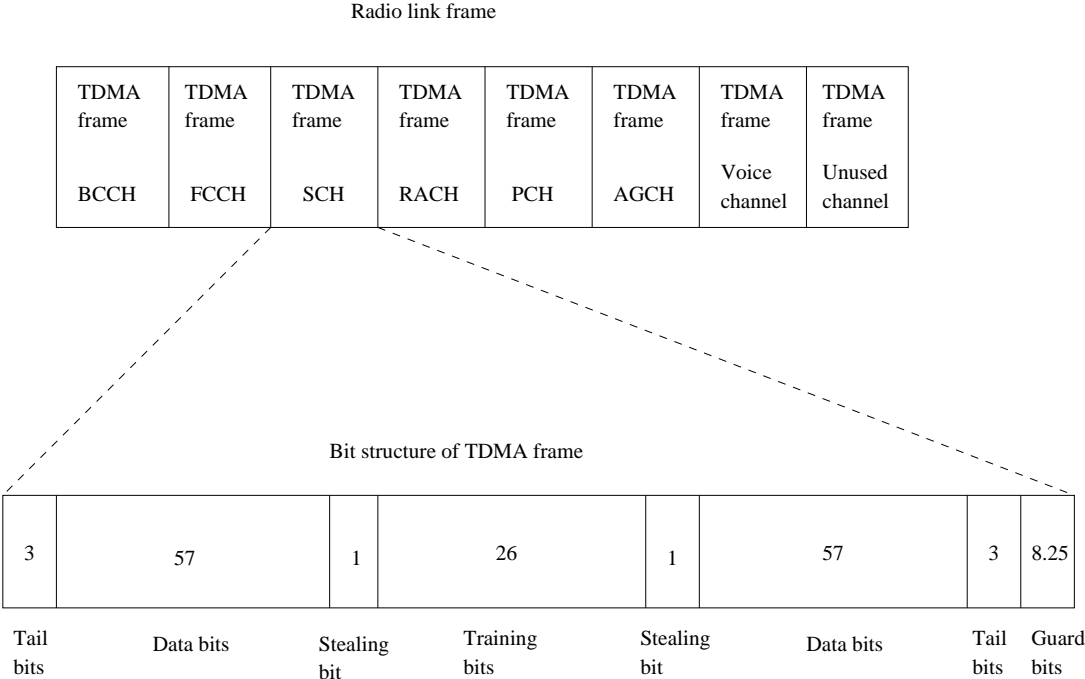 Radio link frame
TDMA frame BCCH
TDMA frame FCCH
TDMA frame SCH
TDMA frame RACH
TDMA frame PCH
TDMA frame AGCH
TDMA frame Voice channel
TDMA frame Unused channel
Bit structure of TDMA frame
3 57 1 26 1 57 3 8.25
Tail bits
Data bits
Stealing bit
Training bits
Stealing bit
Data bits
Tail bits
Guard bits